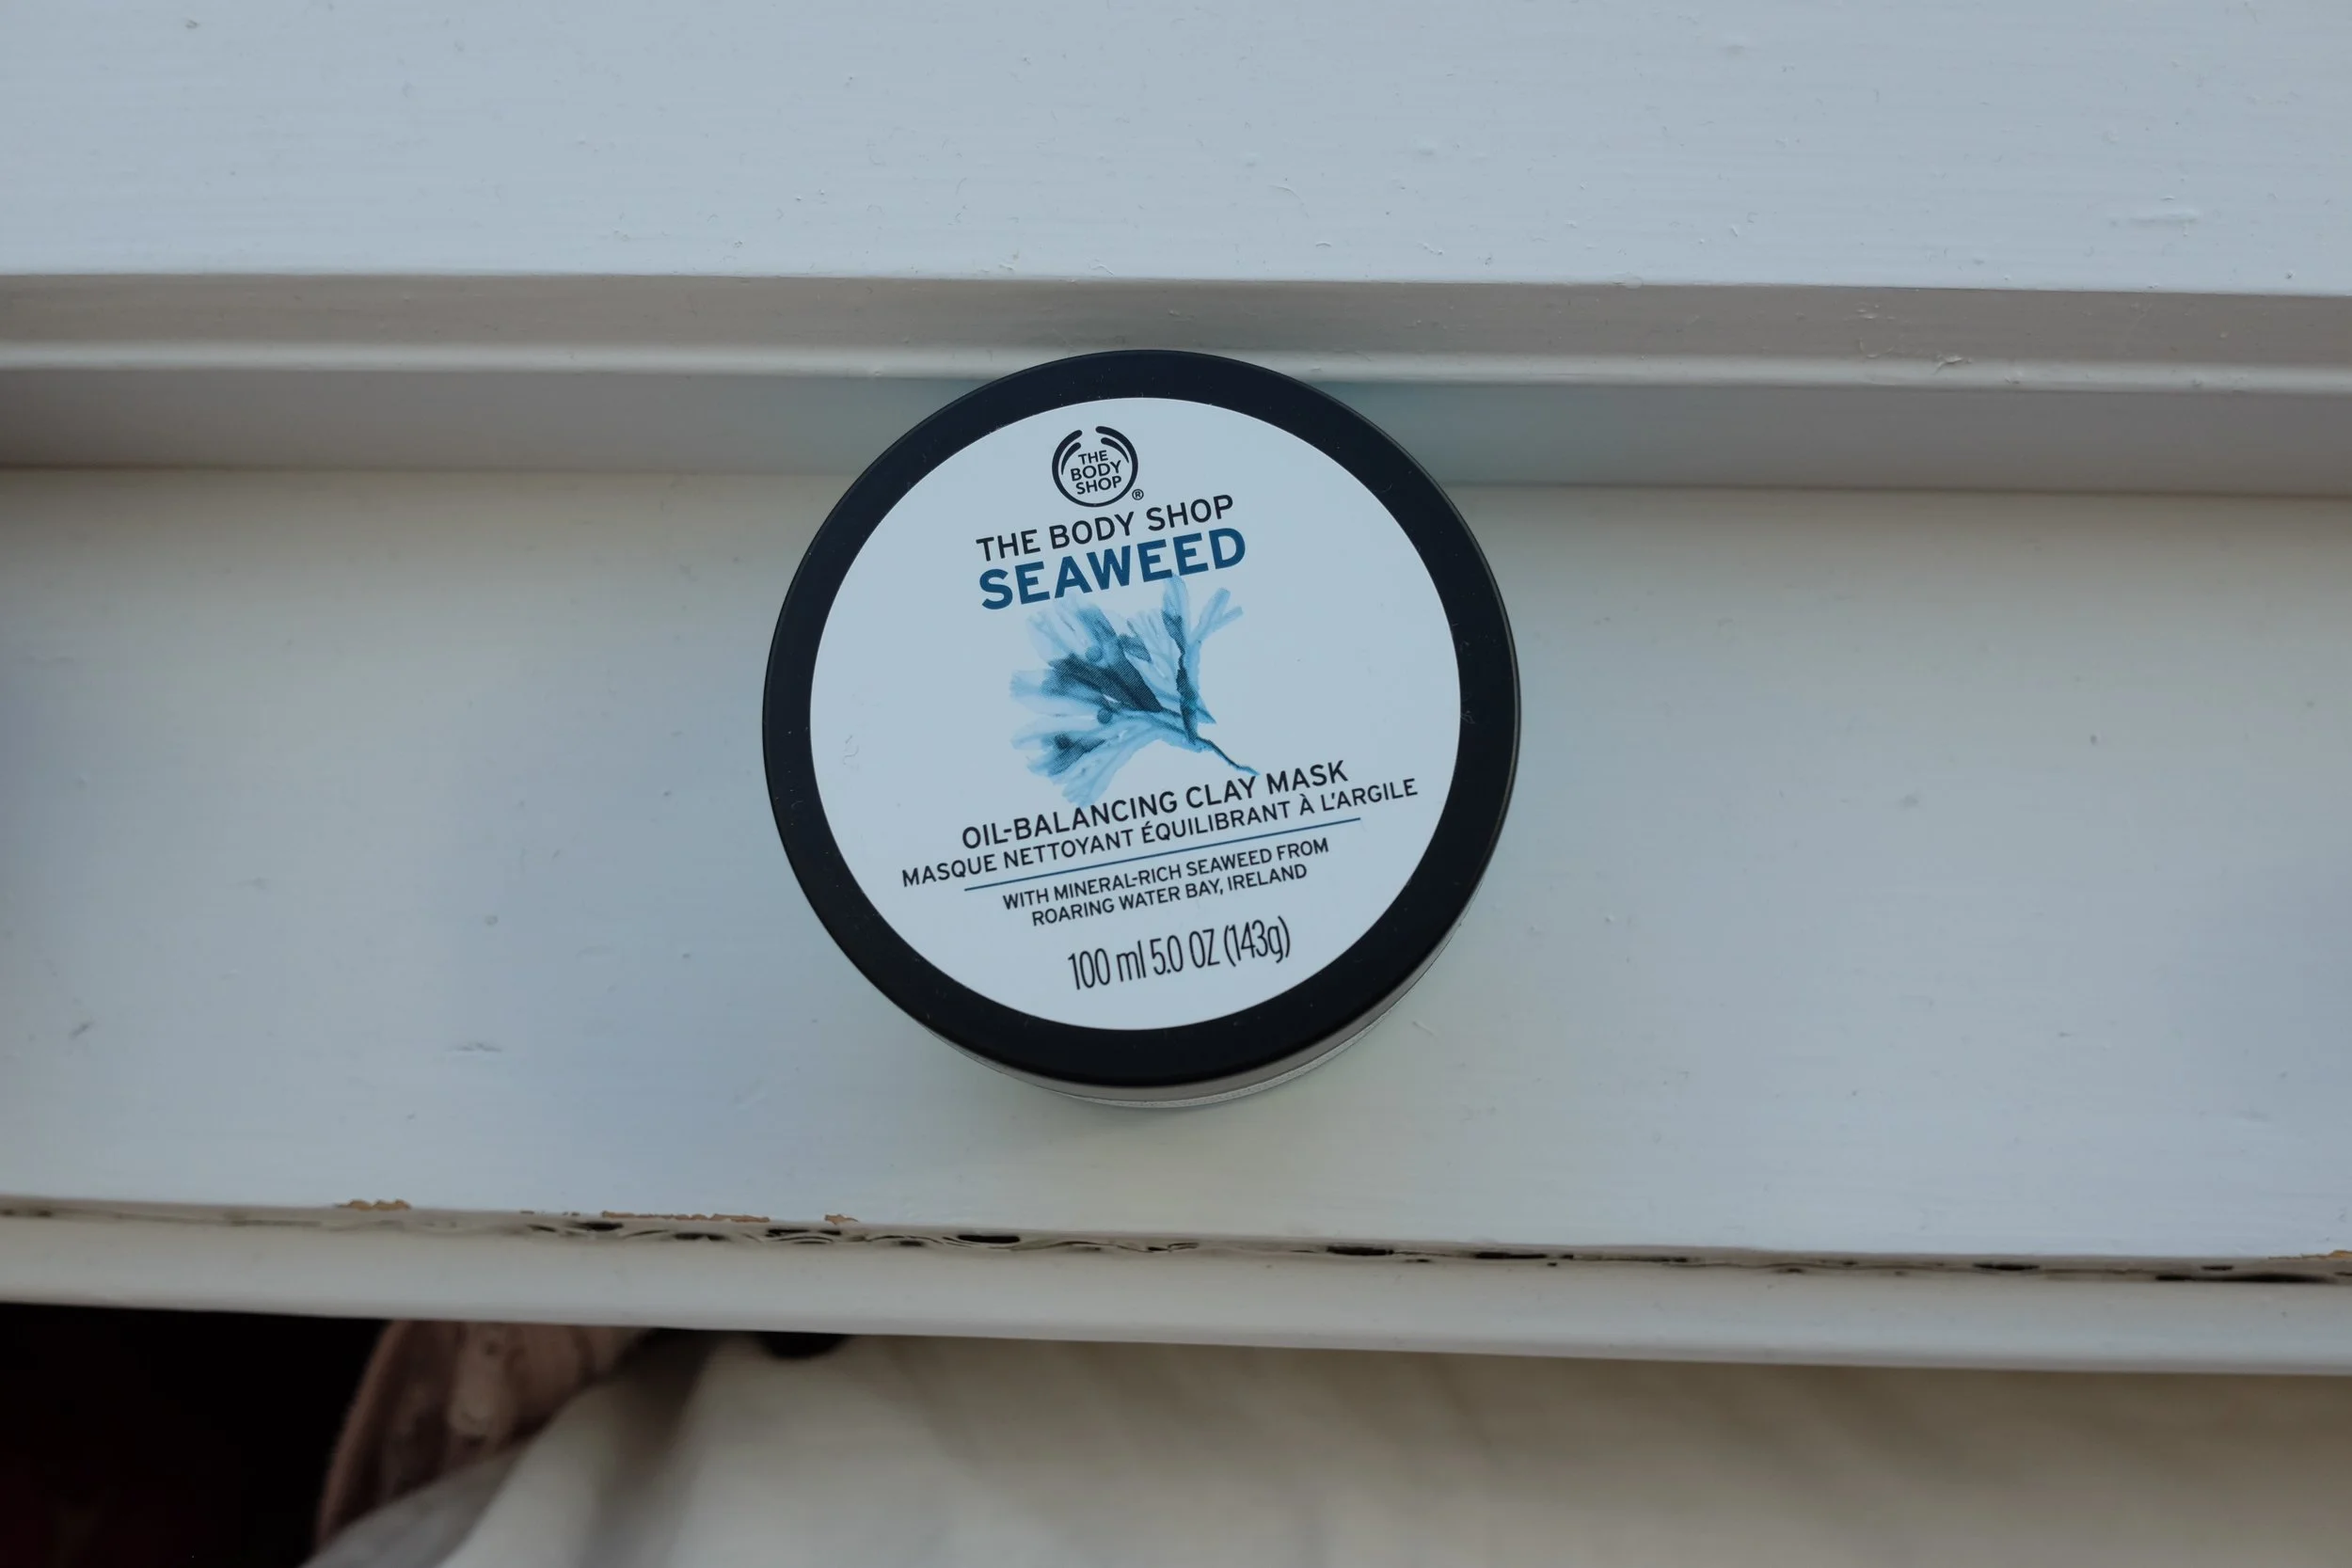 THE
BODY
SHOP
®
THE BODY SHOP
SEAWEED
OIL-BALANCING CLAY MASK
MASQUE NETTOYANT ÉQUILIBRANT À L'ARGILE
WITH MINERAL-RICH SEAWEED FROM
ROARING WATER BAY, IRELAND
100 ml 5.0 OZ (143g)